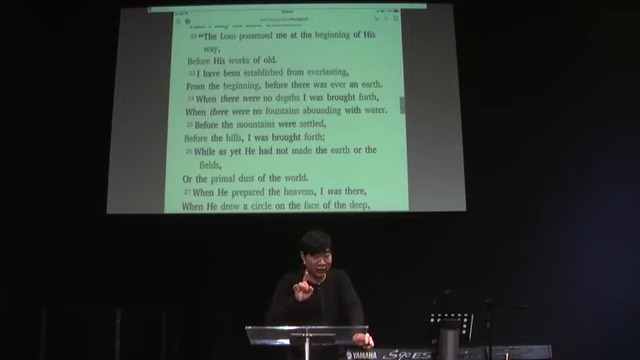 22 "The LORD possessed me at the beginning of His
way,
Before His works of old.
23 I have been established from everlasting,
From the beginning, before there was ever an earth.
24 When there were no depths I was brought forth,
When there were no fountains abounding with water.
25 Before the mountains were settled,
Before the hills, I was brought forth;
26 While as yet He had not made the earth or the
fields,
Or the primal dust of the world.
27 When He prepared the heavens, I was there,
When He drew a circle on the face of the deep,
YAMAHA S90ES